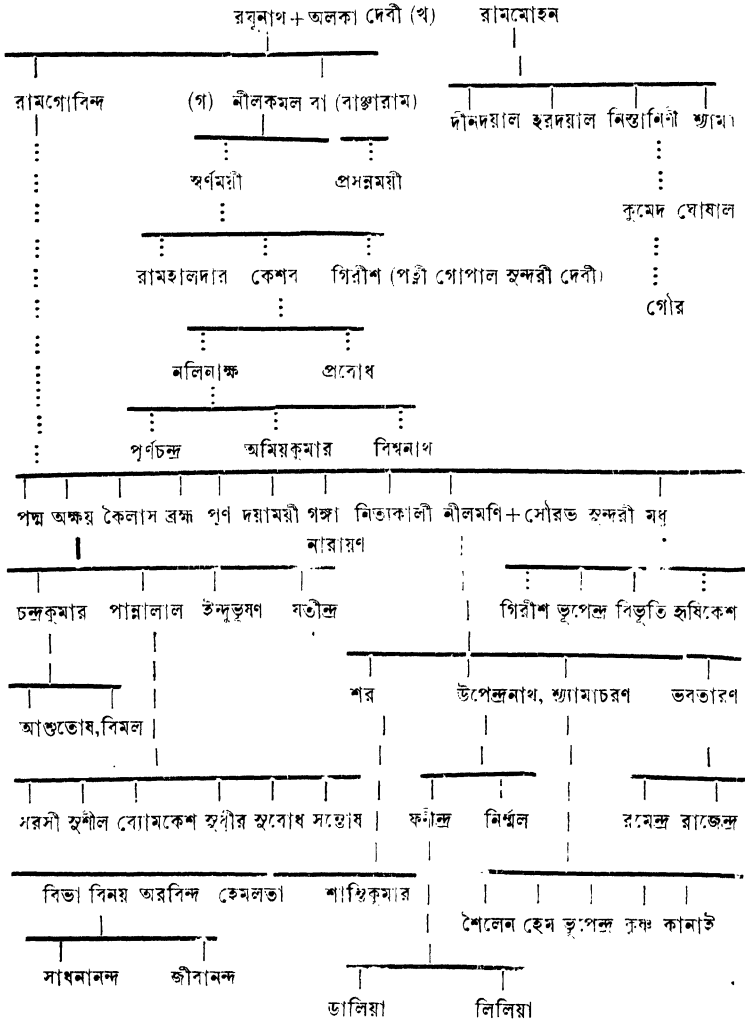 রঘুনাথ + অলকা দেবী (খ) রামমোহন
রামগোবিন্দ (গ) নীলকমল বা (বাঞ্ছারাম)
দীনদয়াল হরদয়াল নিস্তারিণী শ্যামা
স্বর্ণময়ী প্রসন্নময়ী
কুমেদ ঘোষাল
রামহালদার কেশব গিরীশ (পত্নী গোপাল সুন্দরী দেবী)
গৌর
নলিনাক্ষ প্রবোধ
পূর্ণচন্দ্র অমিয়কুমার বিশ্বনাথ
পদ্ম অক্ষয় কৈলাস ব্রহ্ম পূর্ণ দয়াময়ী গঙ্গা নিত্যকালী নীলমণি + সৌরভ সুন্দরী মধু
নারায়ণ
চন্দ্রকুমার পান্নালাল ইন্দুভূষণ যতীন্দ্র গিরীশ ভূপেন্দ্র বিভূতি হৃষিকেশ
শর উপেন্দ্রনাথ, শ্যামাচরণ ভবতারণ
আশুতোষ, বিমল
সরসী সুশীল ব্যোমকেশ সুধীর সুবোধ সন্তোষ ফনীন্দ্র নির্ম্মল রমেন্দ্র রাজেন্দ্র
বিভা বিনয় অরবিন্দ হেমলতা শান্তিকুমার
শৈলেন হেম ভূপেন্দ্র কৃষ্ণ কানাই
সাধনানন্দ জীবানন্দ
ডালিয়া লিলিয়া